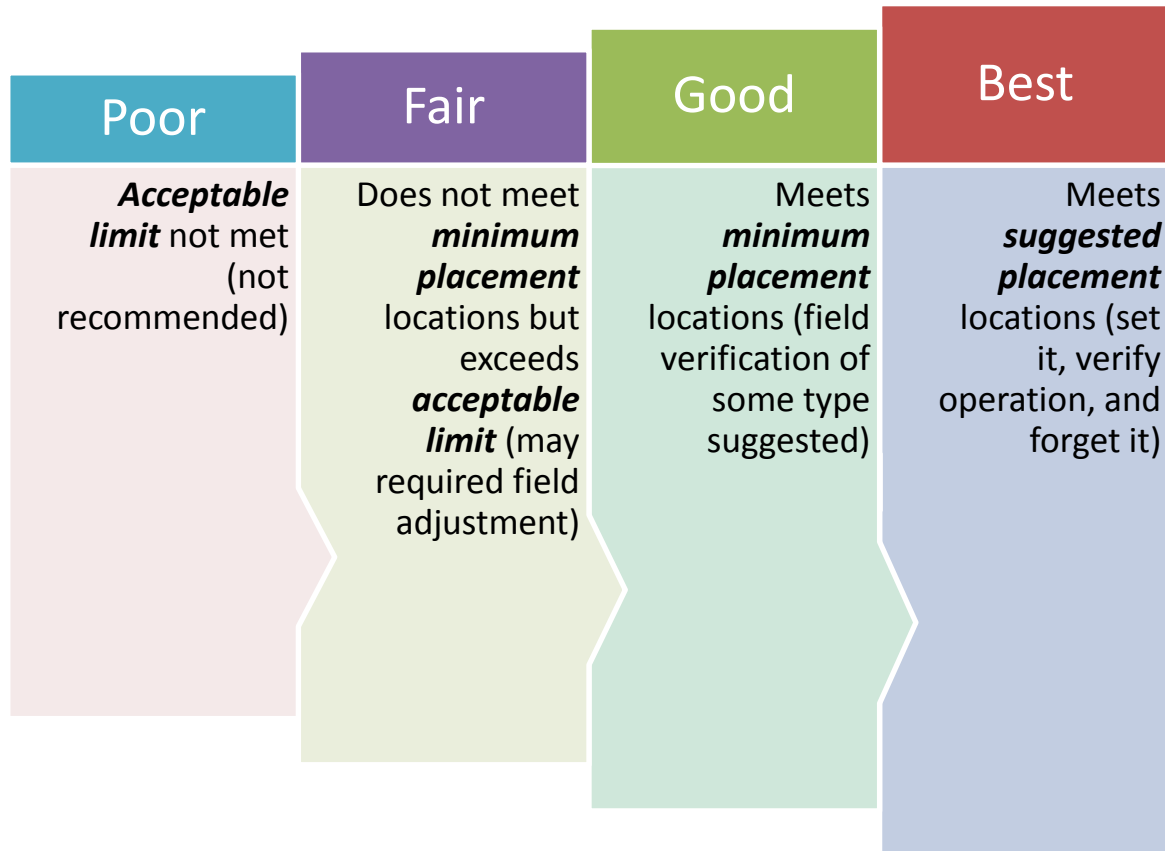 Poor
Acceptable
limit not met
(not
recommended)
Fair
Does not meet
minimum
placement
locations but
exceeds
acceptable
limit (may
required field
adjustment)
Good
Meets
minimum
placement
locations (field
verification of
some type
suggested)
Best
Meets
suggested
placement
locations (set
it, verify
operation, and
forget it)